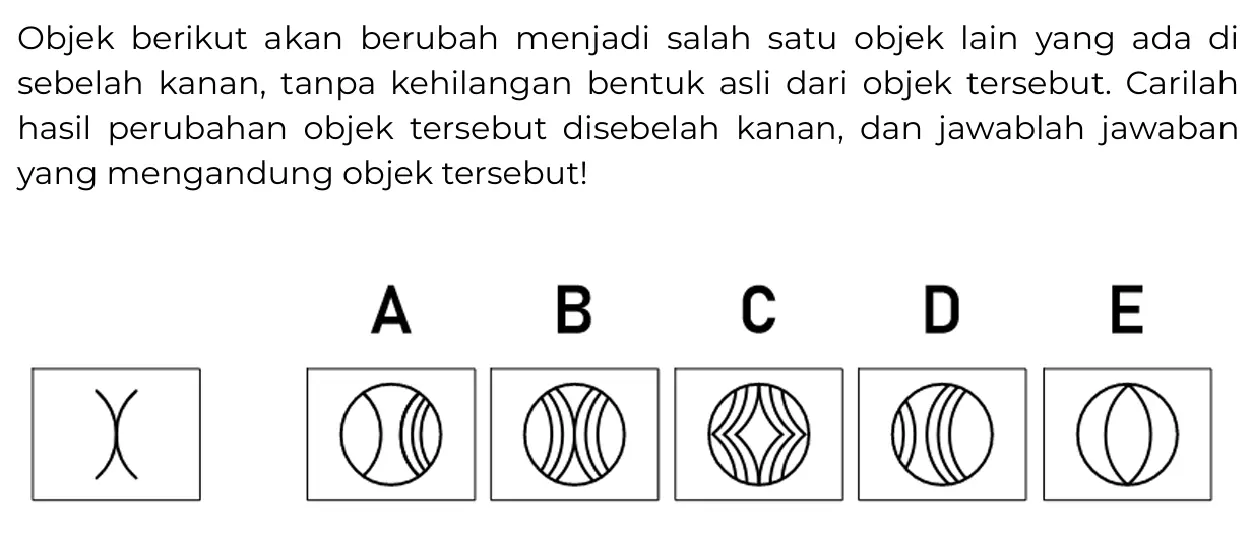 Objek berikut akan berubah menjadi salah satu objek lain yang ada di
sebelah kanan, tanpa kehilangan bentuk asli dari objek tersebut. Carilah
hasil perubahan objek tersebut disebelah kanan, dan jawablah jawaban
yang mengandung objek tersebut!
A B C D E